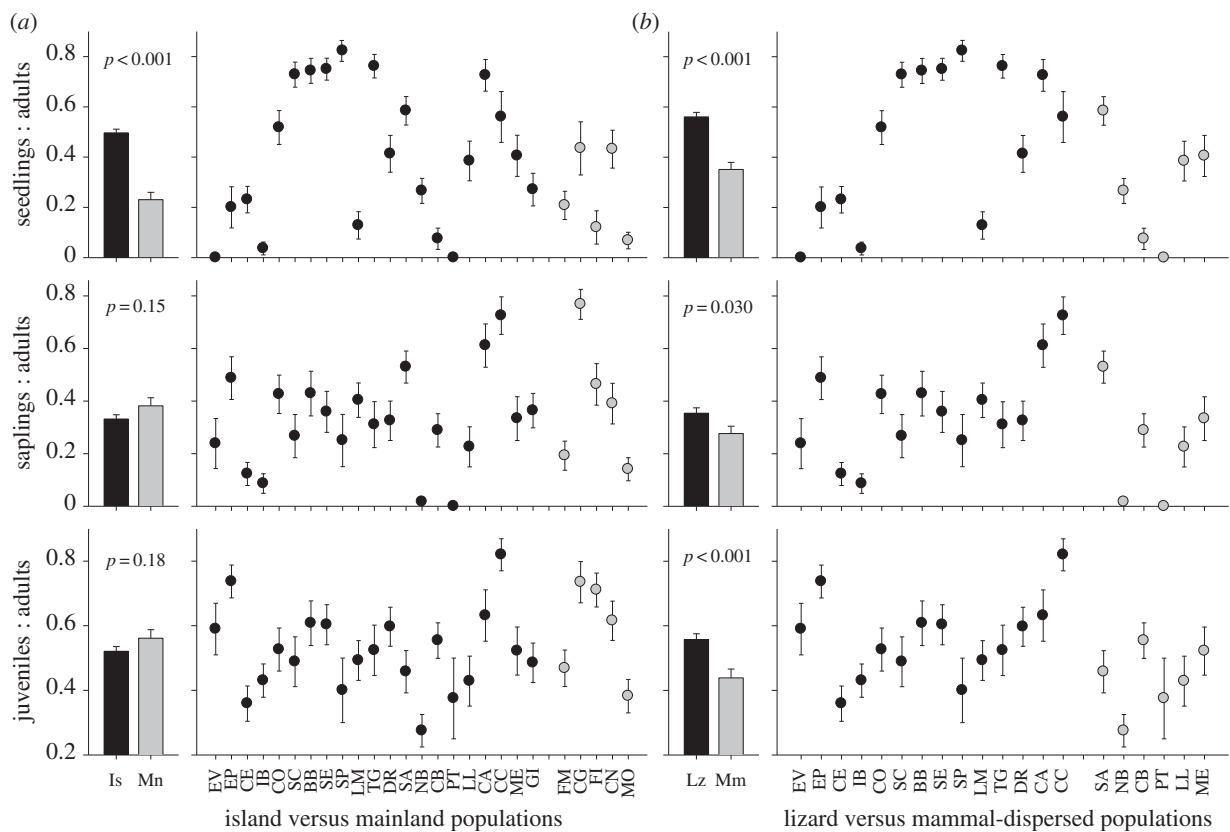 (a)
(b)
seedlings : adults
0.8
0.6
0.4
0.2
0
p < 0.001
p < 0.001
saplings : adults
0.8
0.6
0.4
0.2
0
p = 0.15
p = 0.030
juveniles : adults
0.8
0.6
0.4
0.2
p = 0.18
p < 0.001
Is Mn
EV EP CE IB CO SC BB SE SP LM TG DR SA NB CB PT LL CA CC ME GI FM CG FI CN MO
Lz Mm
EV EP CE IB CO SC BB SE SP LM TG DR CA CC SA NB CB PT LL ME
island versus mainland populations
lizard versus mammal-dispersed populations